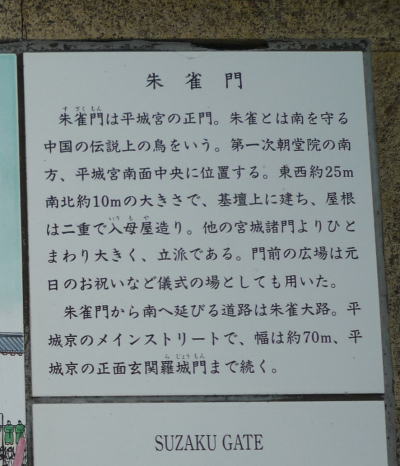 朱雀門
朱雀門は平城宮の正門。朱雀とは南を守る
中国の伝説上の鳥をいう。第一次朝堂院の南
方、平城宮南面中央に位置する。東西約25m
南北約10mの大きさで、基壇上に建ち、屋根
は二重で入母屋造り。他の宮城諸門よりひと
まわり大きく、立派である。門前の広場は元
日のお祝いなど儀式の場としても用いた。
朱雀門から南へ延びる道路は朱雀大路。平
城京のメインストリートで、幅は約70m、平
城京の正面玄関羅城門まで続く。
SUZAKU GATE